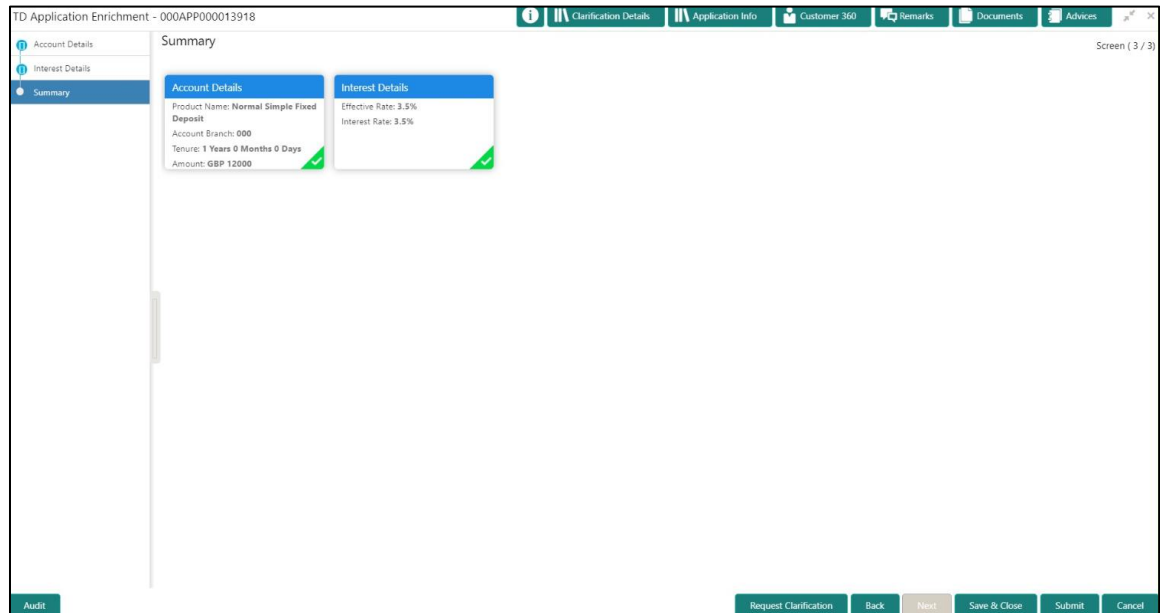 TD Application Enrichment - 000APP000013918
i
Clarification Details
Application Info
Customer 360
Remarks
Documents
Advices
Account Details
Interest Details
Summary
Summary
Screen ( 3 / 3)
Account Details
Product Name: Normal Simple Fixed
Deposit
Account Branch: 000
Tenure: 1 Years 0 Months 0 Days
Amount: GBP 12000
Interest Details
Effective Rate: 3.5%
Interest Rate: 3.5%
Audit
Request Clarification
Back
Next
Save & Close
Submit
Cancel